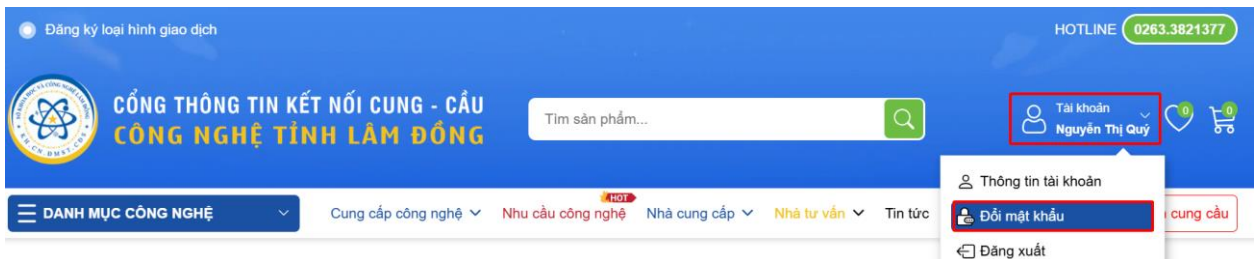 Đăng ký loại hình giao dịch
HOTLINE 0263.3821377
CỔNG THÔNG TIN KẾT NỐI CUNG - CẦU
CÔNG NGHỆ TỈNH LÂM ĐỒNG
Tìm sản phẩm...
Tài khoản
Nguyễn Thị Quý
0
0
Thông tin tài khoản
Đổi mật khẩu
Đăng xuất
DANH MỤC CÔNG NGHỆ
Cung cấp công nghệ
HOT
Nhu cầu công nghệ
Nhà cung cấp
Nhà tư vấn
Tin tức
cung cầu